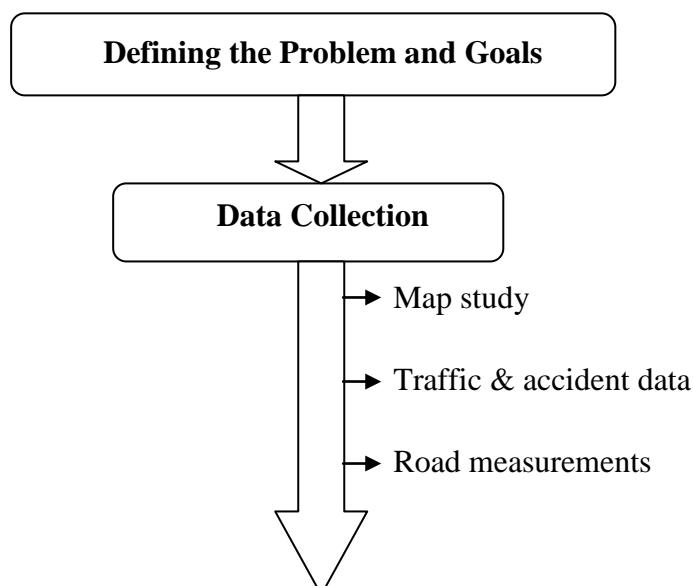 Defining the Problem and Goals
Data Collection
Map study
Traffic & accident data
Road measurements